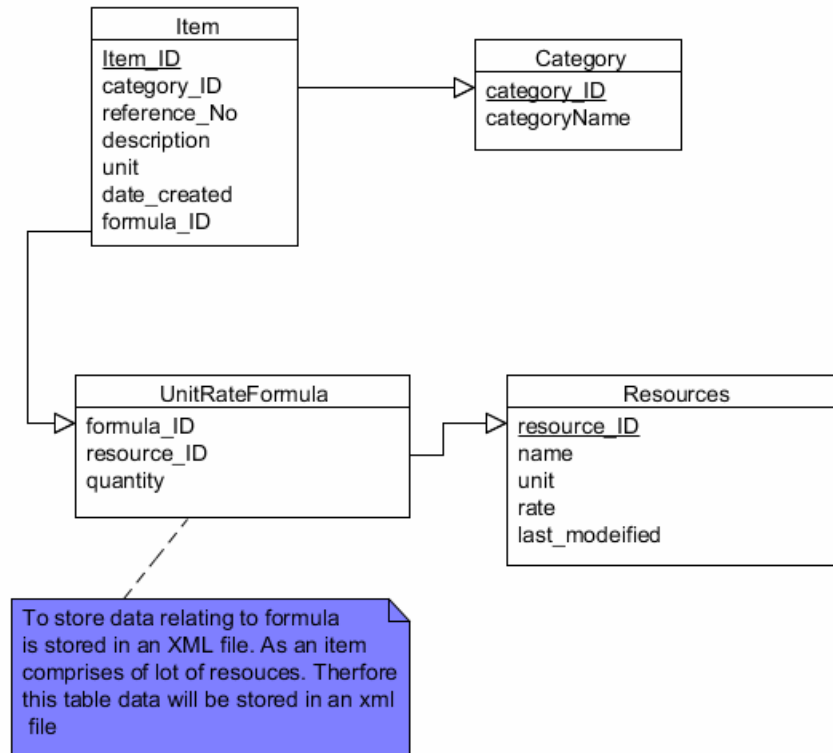 Item
Item_ID
category_ID
reference_No
description
unit
date_created
formula_ID
Category
category_ID
categoryName
UnitRateFormula
formula_ID
resource_ID
quantity
Resources
resource_ID
name
unit
rate
last_modeified
To store data relating to formula
is stored in an XML file. As an item
comprises of lot of resouces. Therfore
this table data will be stored in an xml
file